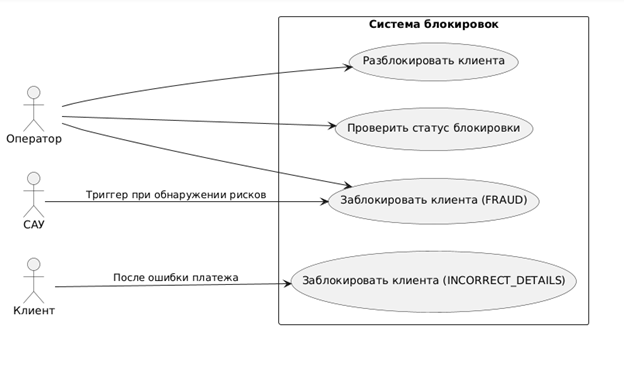 Система блокировок
Разблокировать клиента
Оператор
Проверить статус блокировки
Триггер при обнаружении рисков
Заблокировать клиента (FRAUD)
САУ
После ошибки платежа
Заблокировать клиента (INCORRECT_DETAILS)
Клиент